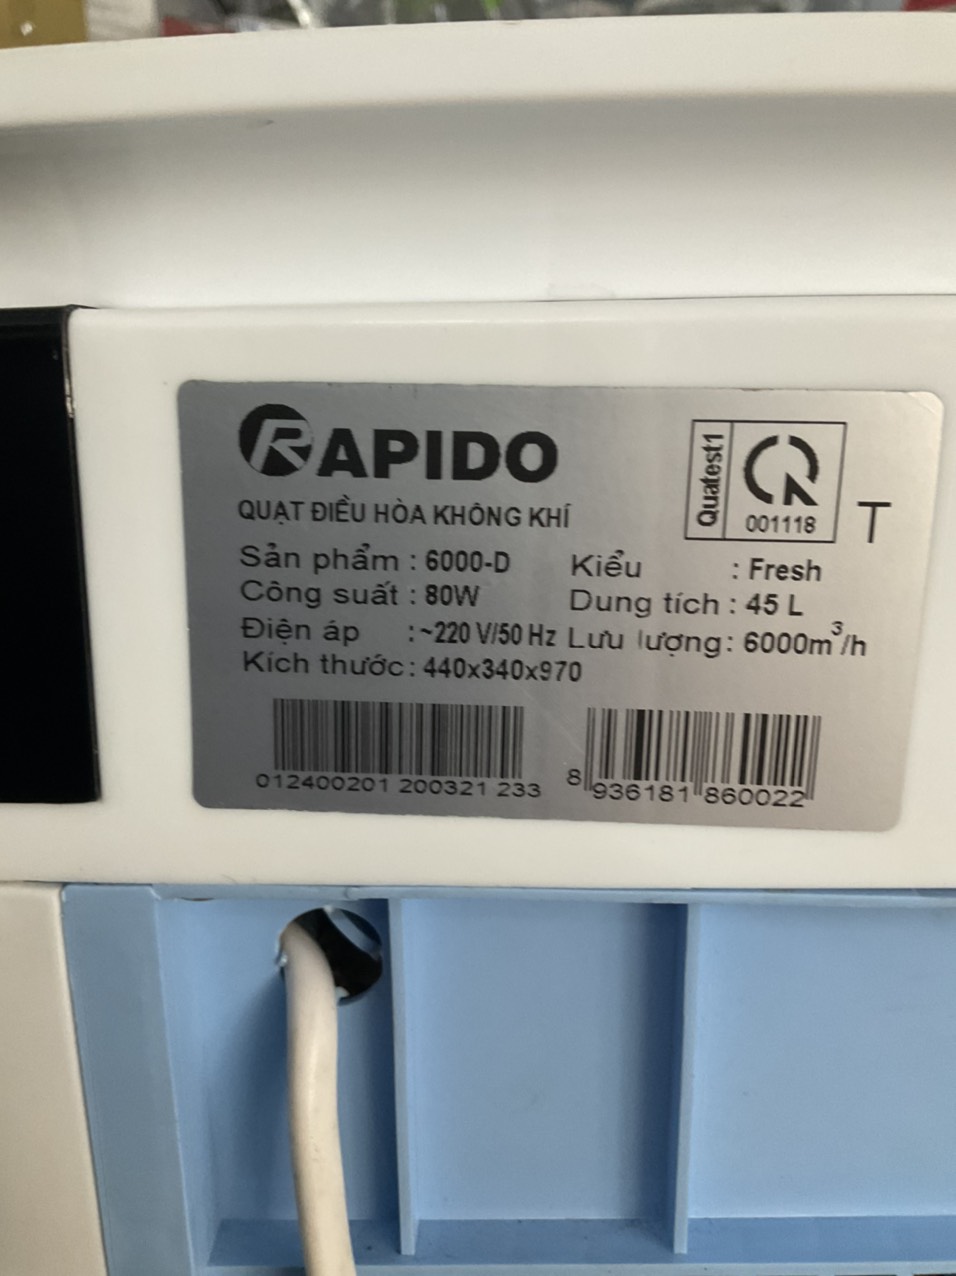 RAPIDO
QUẠT ĐIỀU HÒA KHÔNG KHÍ
Quatest1
001118
T
Sản phẩm : 6000-D Kiểu : Fresh
Công suất : 80W Dung tích : 45 L
Điện áp :~220 V/50 Hz Lưu lượng: 6000m³/h
Kích thước: 440x340x970
012400201 200321 233
8 936181 860022